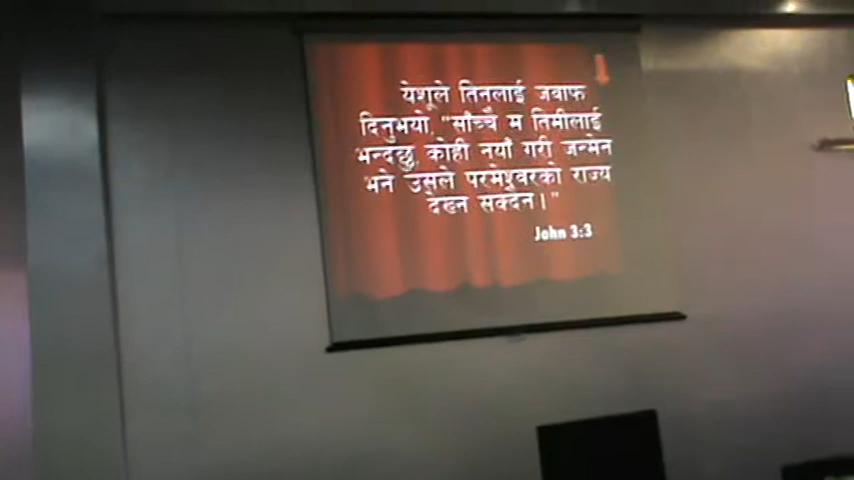 येशूले तिनलाई जवाफ
दिनुभयो, "साँच्चै म तिमीलाई
भन्दछु, कोही नयाँ गरी जन्मेन
भने उसले परमेश्वरको राज्य
देख्न सक्दैन।"
John 3:3